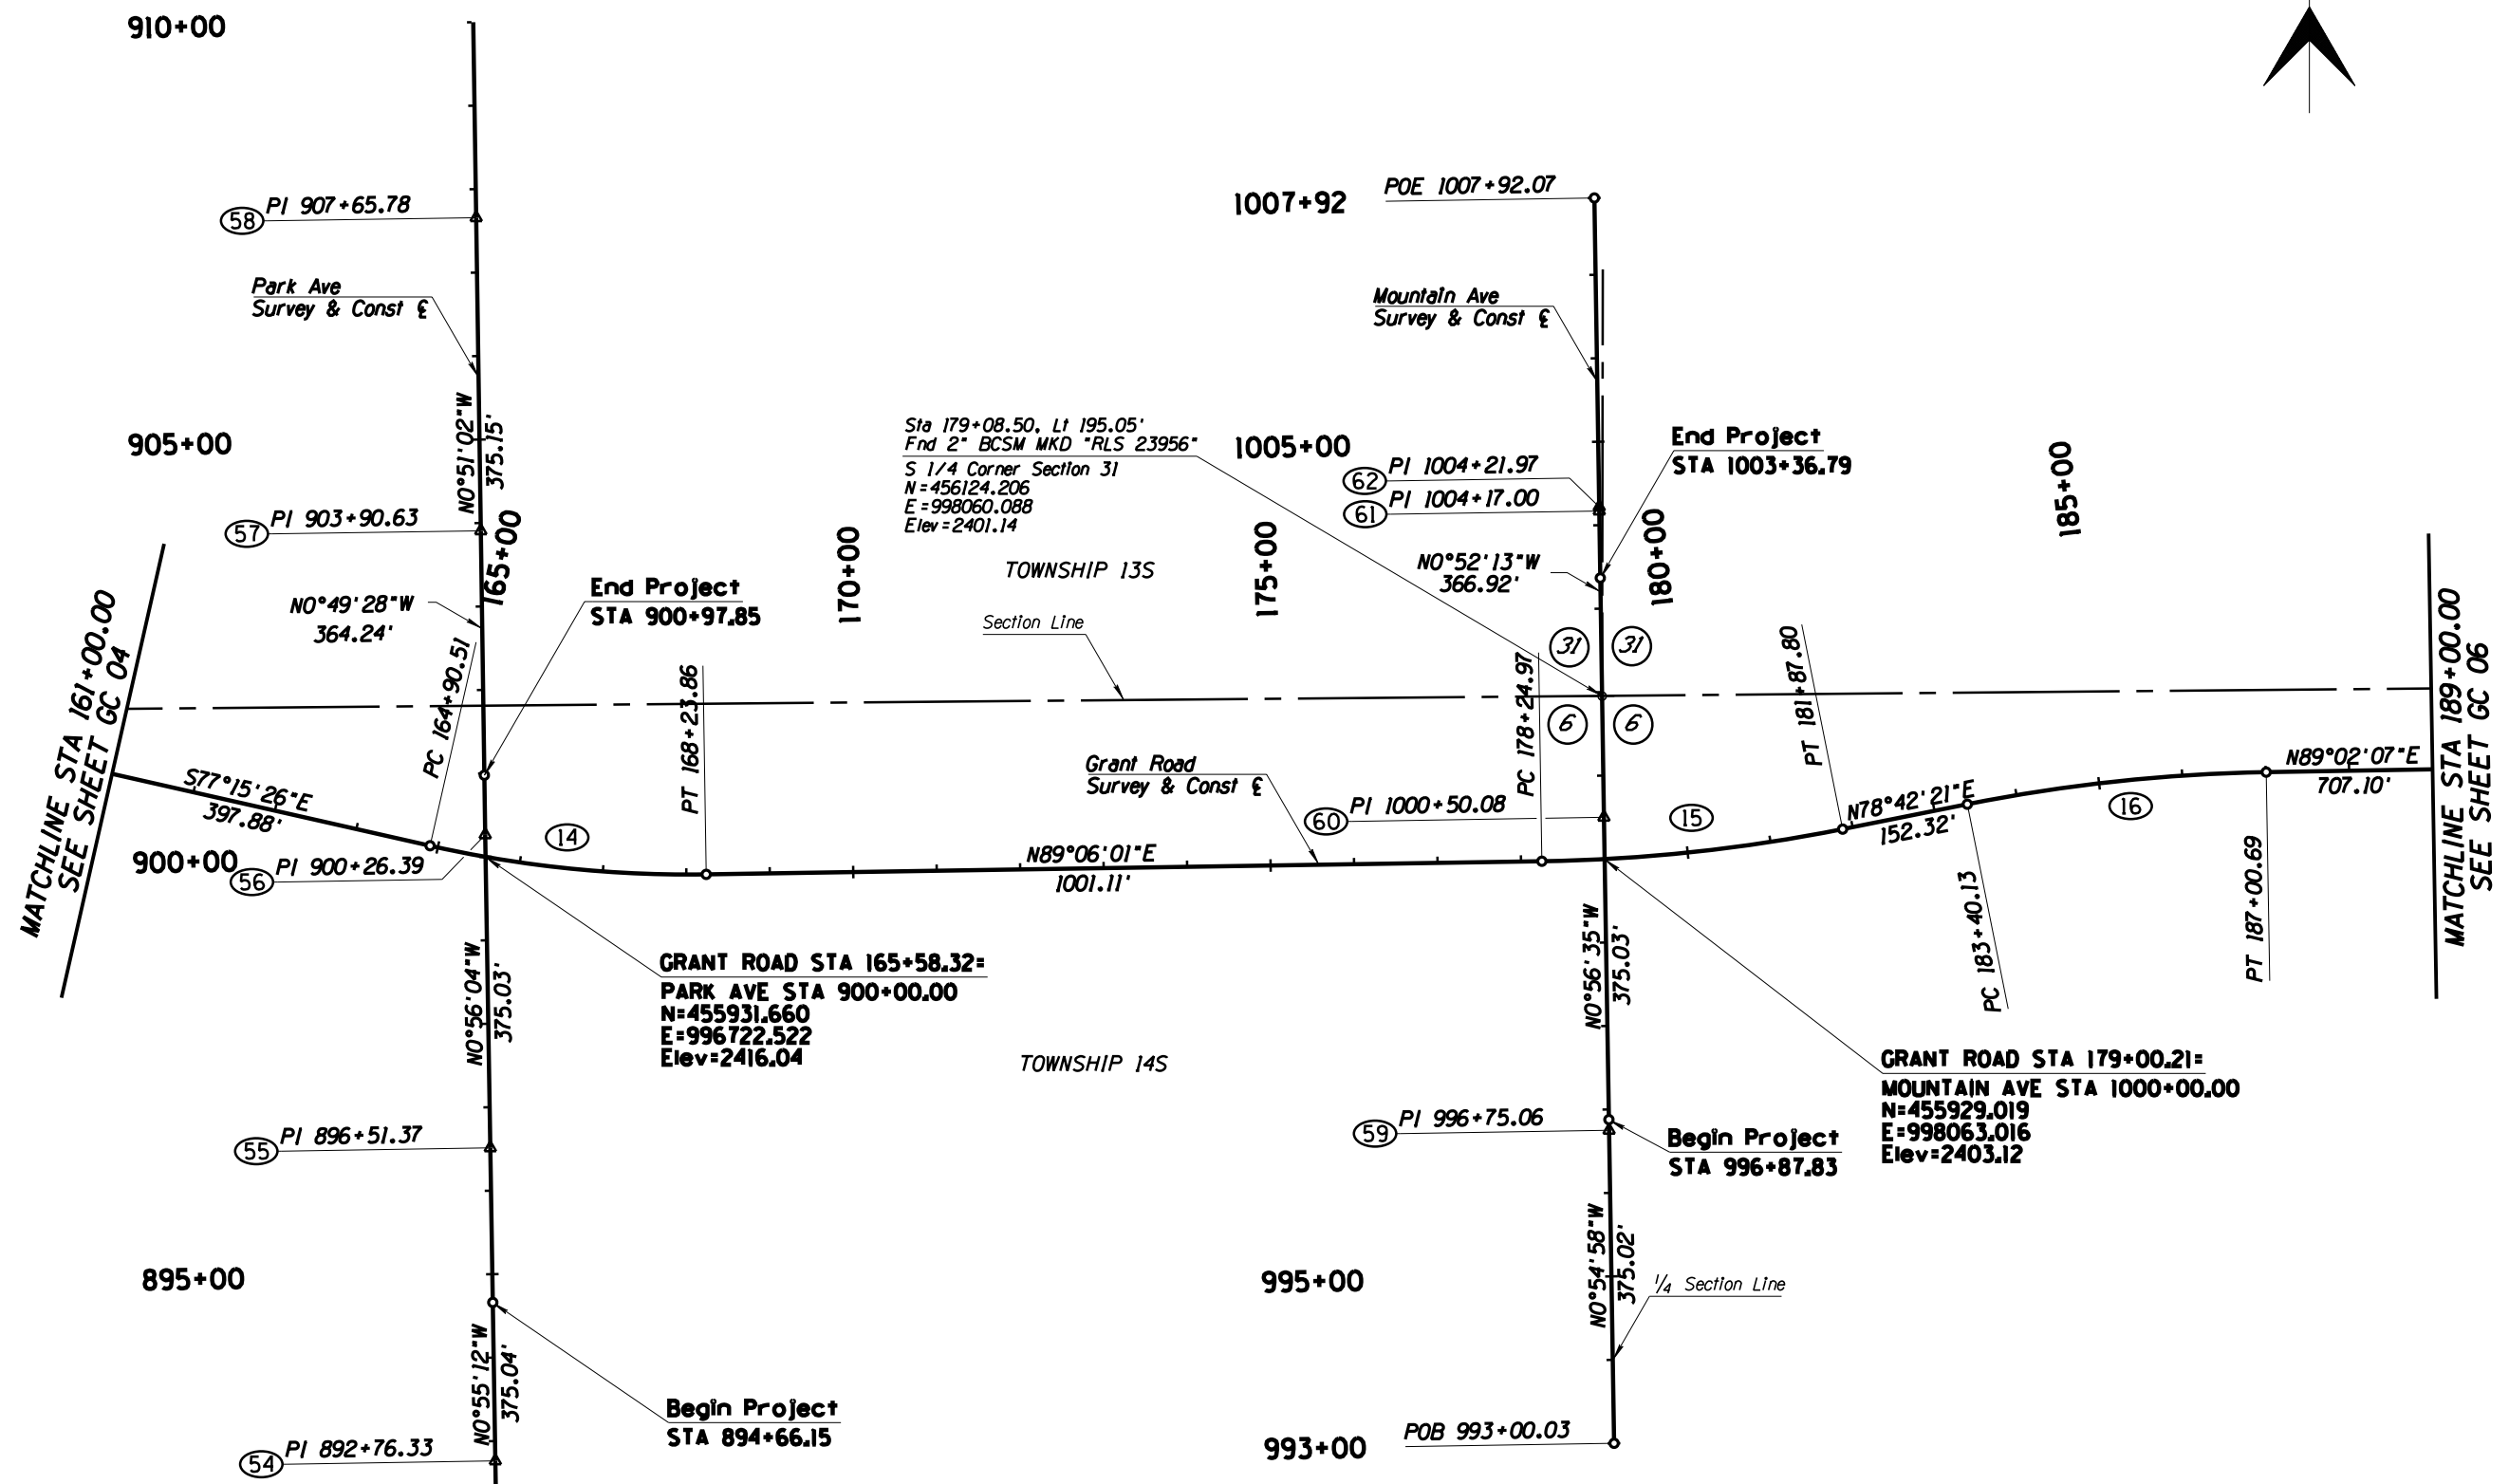 910+00
PI 907+65.78
58
Park Ave
Survey & Const ℄
905+00
N0°51'02"W
375.15'
PI 903+90.63
57
165+00
N0°49'28"W
364.24'
End Project
STA 900+97.85
MATCHLINE STA 161+00.00
SEE SHEET GC 04
PC 164+90.51
S77°15'26"E
397.88'
14
900+00
PI 900+26.39
56
PT 168+23.86
170+00
GRANT ROAD STA 165+58.32=
PARK AVE STA 900+00.00
N=455931.660
E=996722.522
Elev=2416.04
N0°56'04"W
375.03'
PI 896+51.37
55
895+00
N0°55'12"W
375.04'
Begin Project
STA 894+66.15
PI 892+76.33
54
Sta 179+08.50, Lt 195.05'
Fnd 2" BCSM MKD "RLS 23956"
S 1/4 Corner Section 31
N=456124.206
E=998060.088
Elev=2401.14
TOWNSHIP 13S
Section Line
175+00
Grant Road
Survey & Const ℄
N89°06'01"E
1001.11'
TOWNSHIP 14S
1007+92
POE 1007+92.07
Mountain Ave
Survey & Const ℄
1005+00
PI 1004+21.97
62
PI 1004+17.00
61
End Project
STA 1003+36.79
N0°52'13"W
366.92'
180+00
31
31
6
6
PC 178+24.97
PI 1000+50.08
60
15
PT 181+87.80
185+00
N78°42'21"E
152.32'
PC 183+40.13
16
N89°02'07"E
707.10'
PT 187+00.69
MATCHLINE STA 189+00.00
SEE SHEET GC 06
N0°56'35"W
375.03'
GRANT ROAD STA 179+00.21=
MOUNTAIN AVE STA 1000+00.00
N=455929.019
E=998063.016
Elev=2403.12
PI 996+75.06
59
Begin Project
STA 996+87.83
N0°54'58"W
375.02'
1/4 Section Line
995+00
993+00
POB 993+00.03